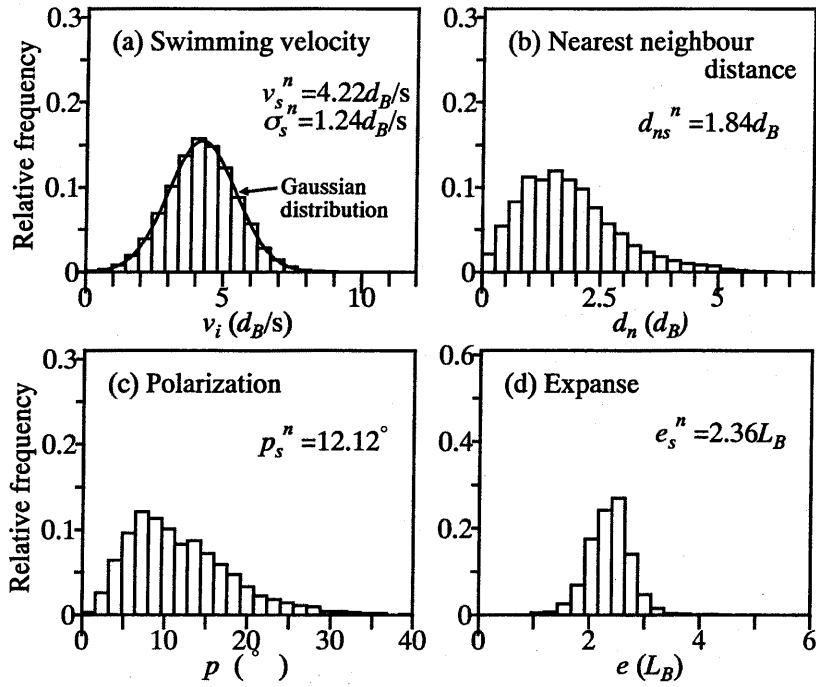 0.3
(a) Swimming velocity
v_s^n =4.22d_B/s
σ_s^n =1.24d_B/s
0.2
Gaussian
distribution
0.1
0
Relative frequency
0 5 10
v_i (d_B/s)
(b) Nearest neighbour
distance
d_ns^n =1.84d_B
0.3
0.2
0.1
0
0 2.5 5
d_n (d_B)
0.3
(c) Polarization
p_s^n =12.12°
0.2
0.1
0
Relative frequency
0 10 20 30 40
p (°)
0.6
(d) Expanse
e_s^n =2.36L_B
0.4
0.2
0
0 2 4 6
e (L_B)